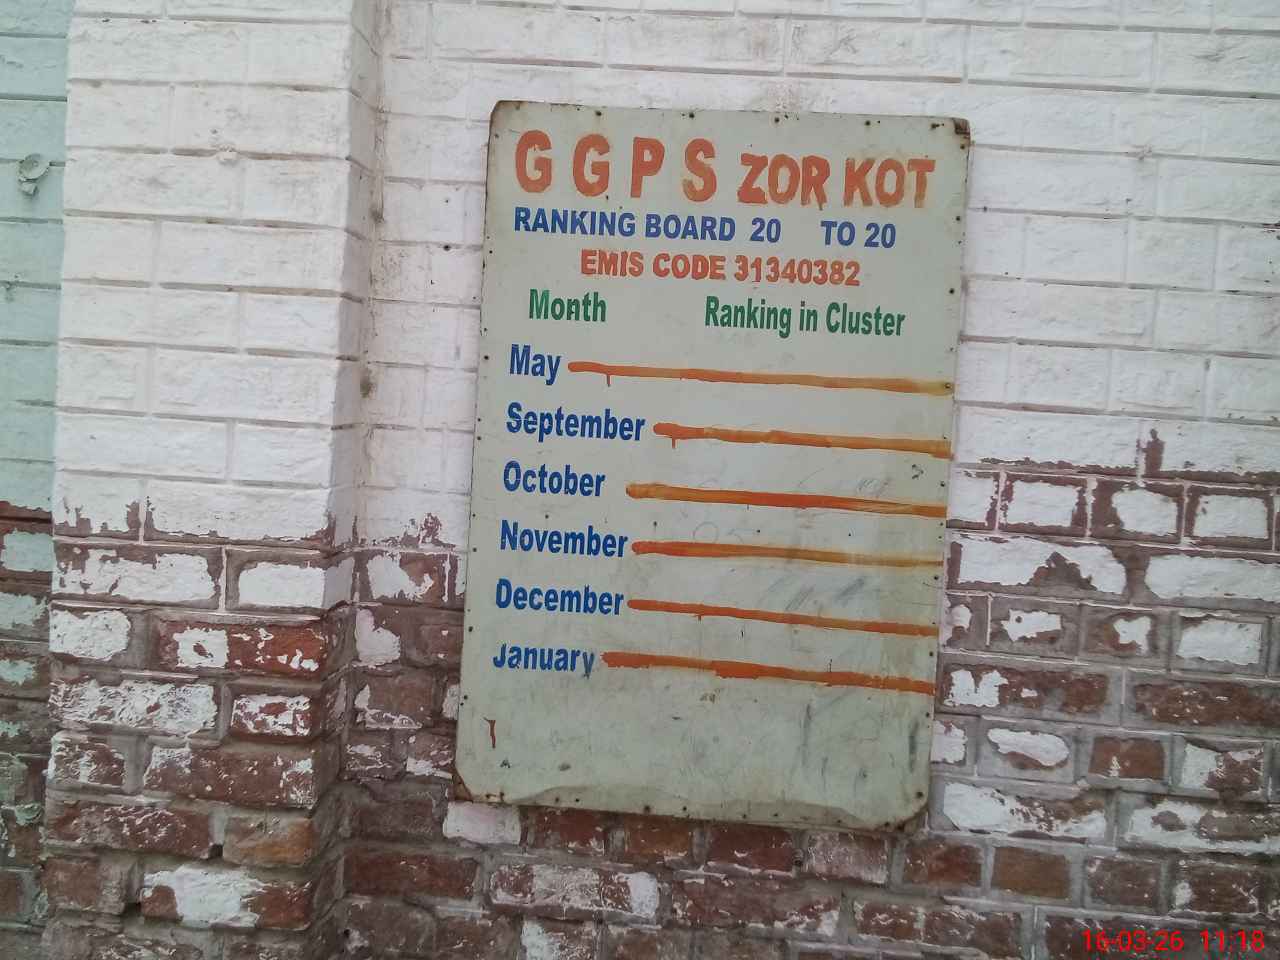 G G P S ZOR KOT
RANKING BOARD 20 TO 20
EMIS CODE 31340382
Month Ranking in Cluster
May
September
October
November
December
January
16-03-26 11:18